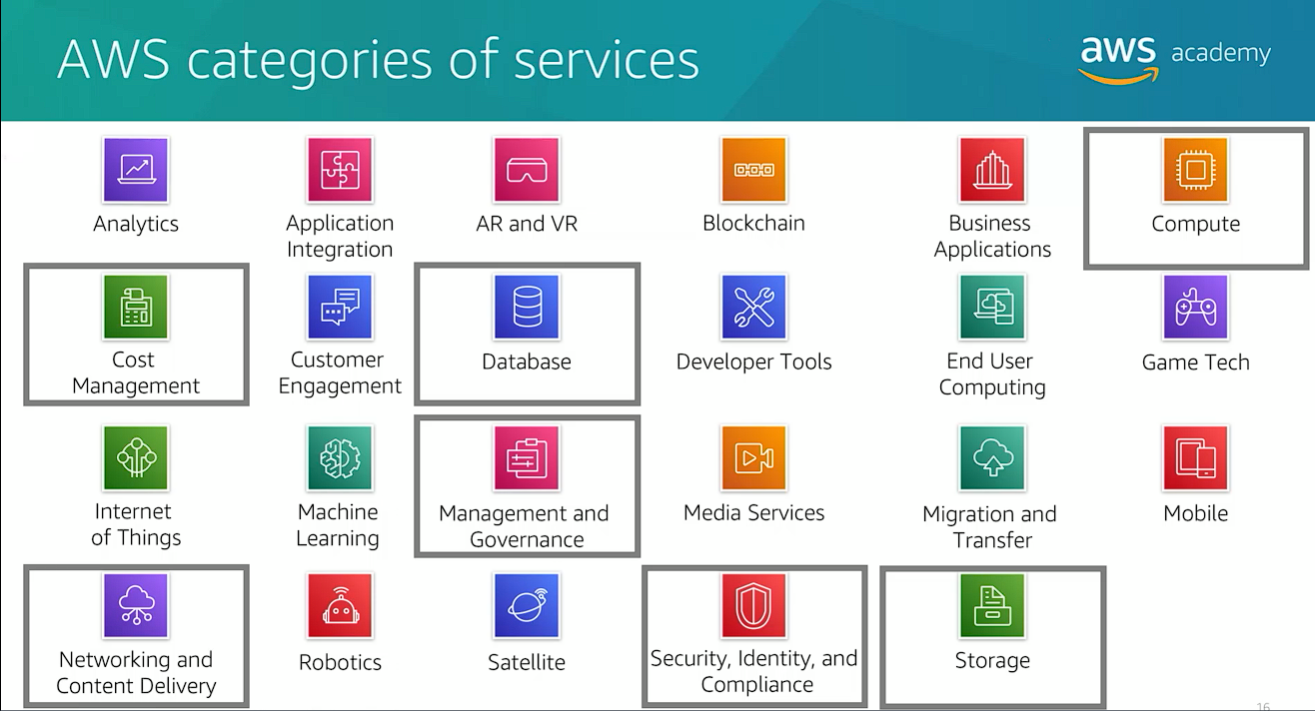 AWS categories of services
aws academy
Analytics
Application
Integration
AR and VR
Blockchain
Business
Applications
Compute
Cost
Management
Customer
Engagement
Database
Developer Tools
End User
Computing
Game Tech
Internet
of Things
Machine
Learning
Management and
Governance
Media Services
Migration and
Transfer
Mobile
Networking and
Content Delivery
Robotics
Satellite
Security, Identity, and
Compliance
Storage
16